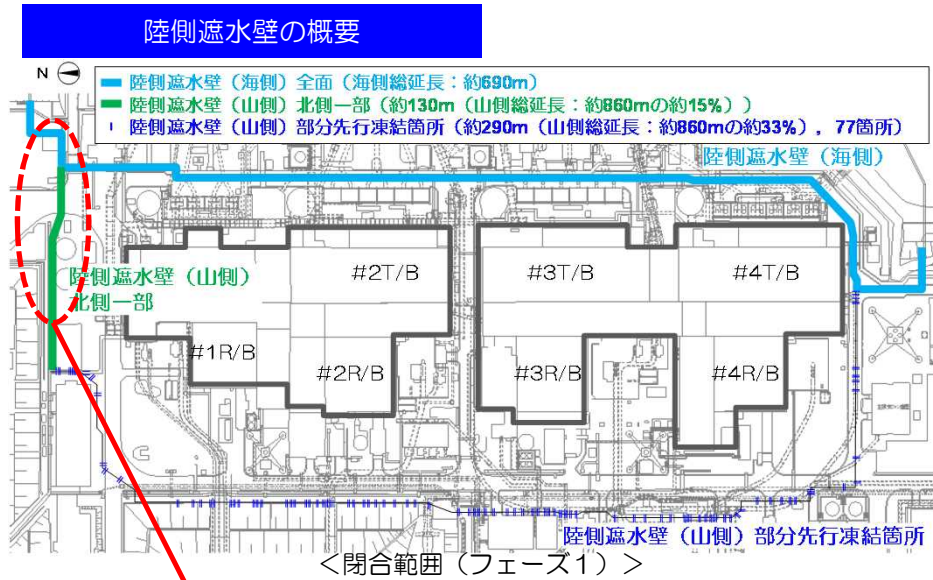 陸側遮水壁の概要
N
陸側遮水壁（海側）全面（海側総延長：約690m）
陸側遮水壁（山側）北側一部（約130m（山側総延長：約860mの約15%））
陸側遮水壁（山側）部分先行凍結箇所（約290m（山側総延長：約860mの約33%），77箇所）
陸側遮水壁（海側）
#2T/B
#3T/B
#4T/B
陸側遮水壁（山側）
北側一部
#1R/B
#2R/B
#3R/B
#4R/B
陸側遮水壁（山側）部分先行凍結箇所
＜閉合範囲（フェーズ１）＞